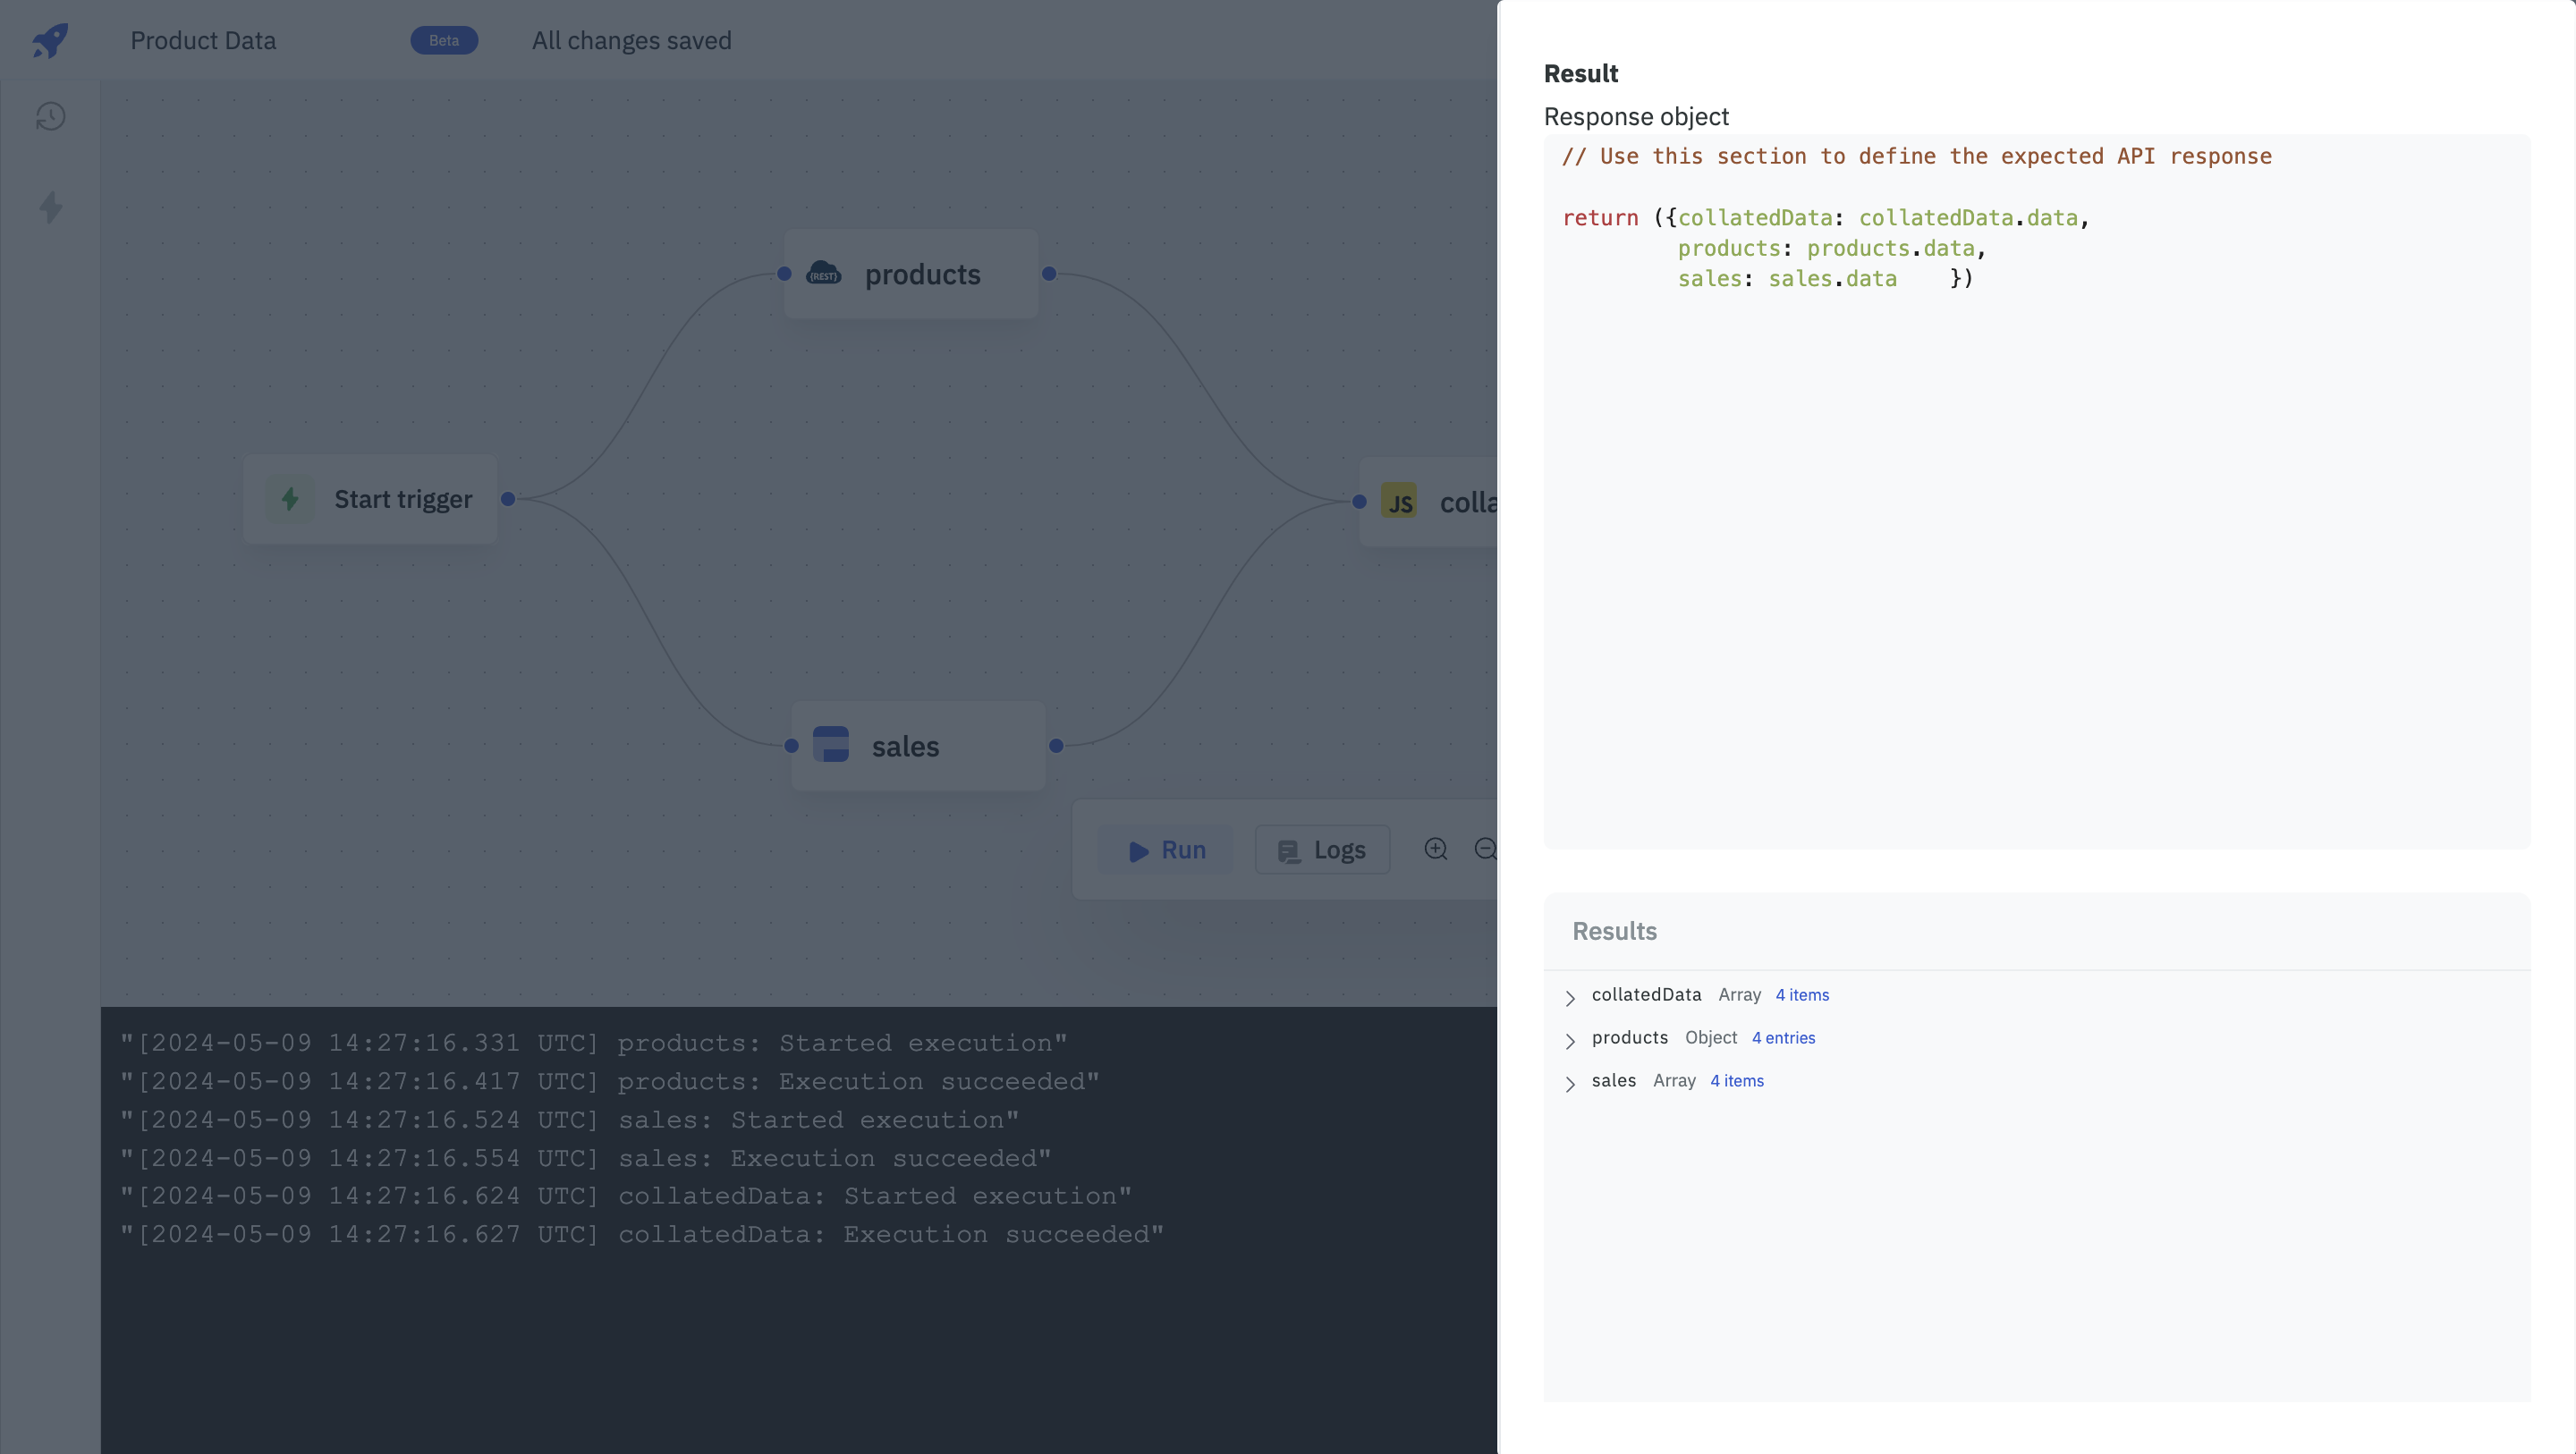 Product Data
Beta
All changes saved
{REST}
products
Start trigger
JS
colla
sales
Run
Logs
"[2024-05-09 14:27:16.331 UTC] products: Started execution"
"[2024-05-09 14:27:16.417 UTC] products: Execution succeeded"
"[2024-05-09 14:27:16.524 UTC] sales: Started execution"
"[2024-05-09 14:27:16.554 UTC] sales: Execution succeeded"
"[2024-05-09 14:27:16.624 UTC] collatedData: Started execution"
"[2024-05-09 14:27:16.627 UTC] collatedData: Execution succeeded"
Result
Response object
// Use this section to define the expected API response
return ({collatedData: collatedData.data,
products: products.data,
sales: sales.data    })
Results
collatedData Array 4 items
products Object 4 entries
sales Array 4 items